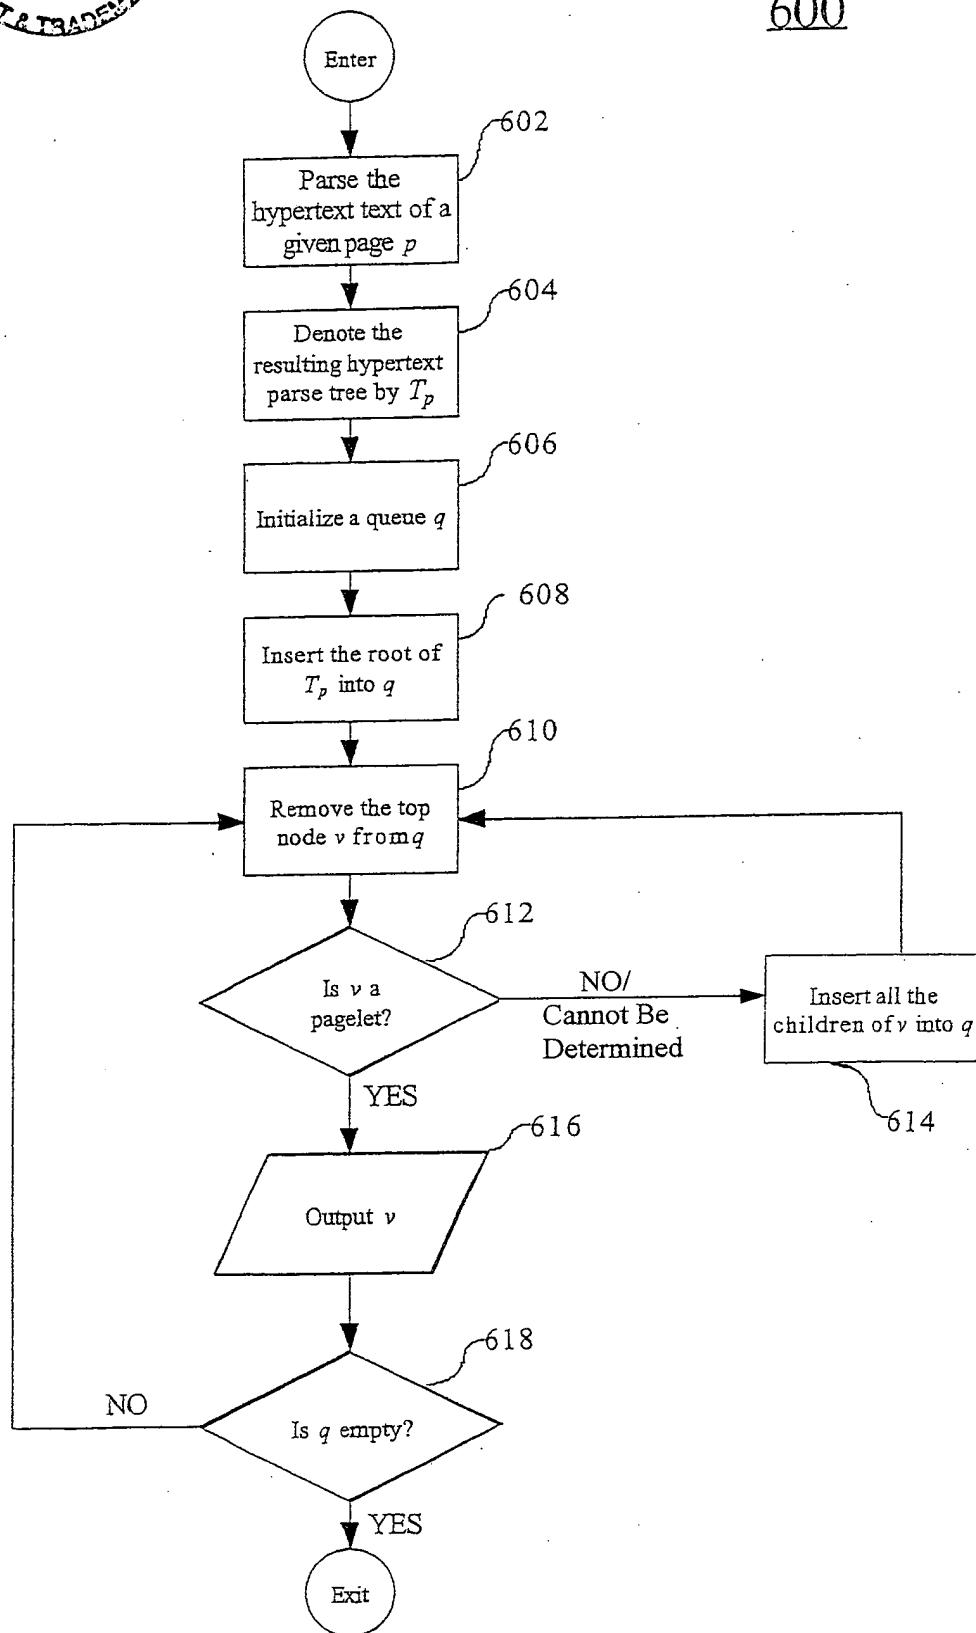 T & TRADEM
600
Enter
602
Parse the
hypertext text of a
given page p
604
Denote the
resulting hypertext
parse tree by Tp
606
Initialize a queue q
608
Insert the root of
Tp into q
610
Remove the top
node v from q
612
Is v a
pagelet?
NO/
Cannot Be
Determined
Insert all the
children of v into q
614
YES
616
Output v
618
Is q empty?
NO
YES
Exit